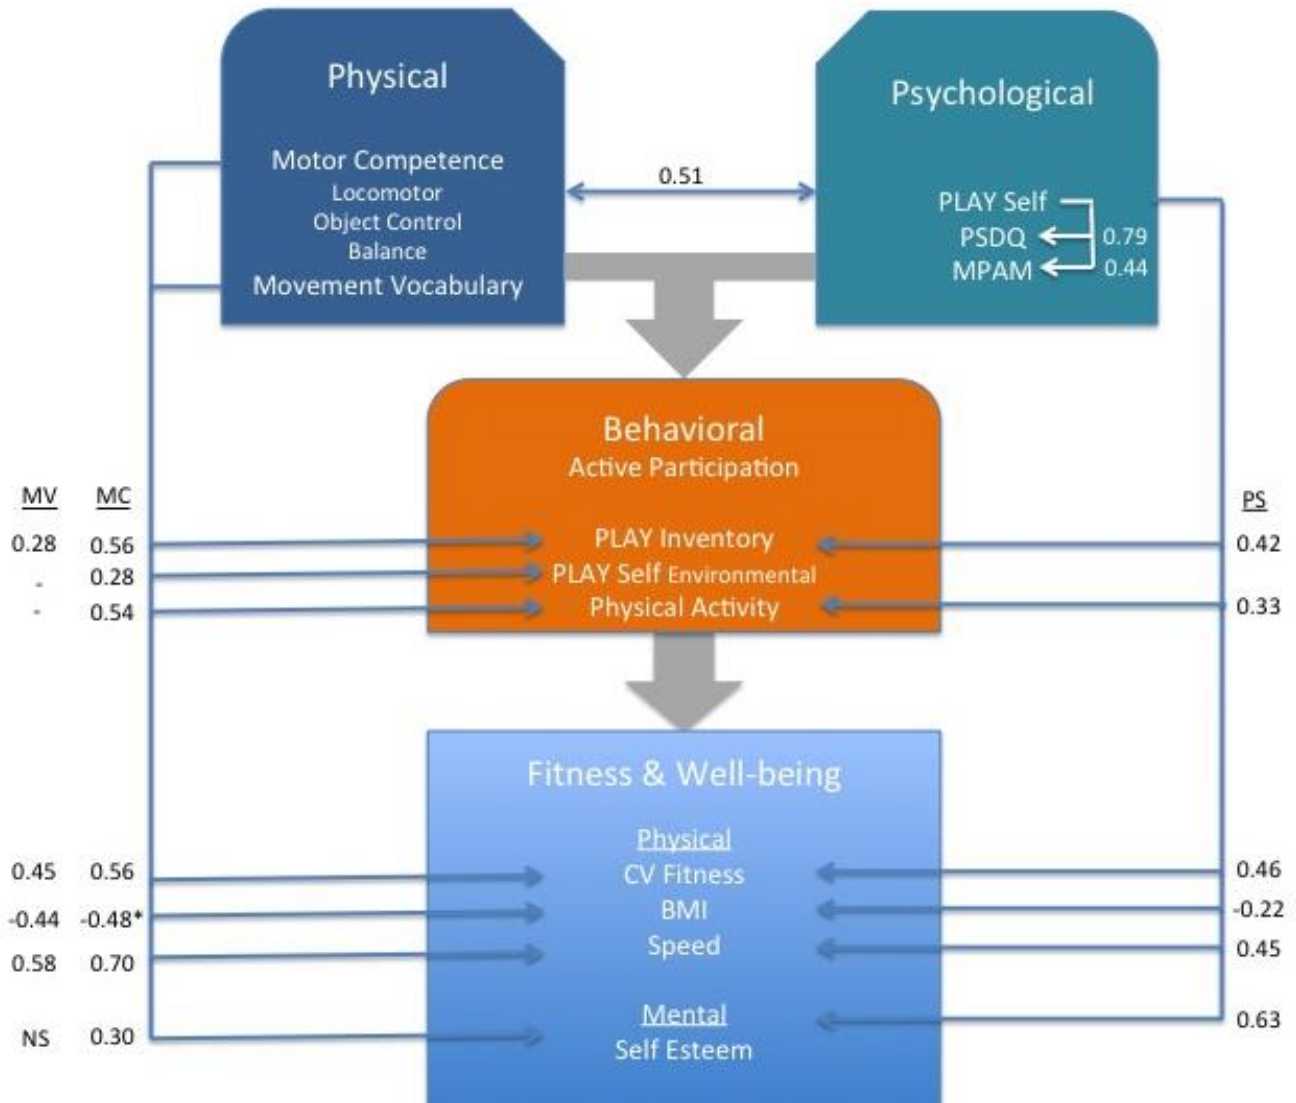 Physical
Motor Competence
Locomotor
Object Control
Balance
Movement Vocabulary
0.51
Psychological
PLAY Self
PSDQ 0.79
MPAM 0.44
Behavioral
Active Participation
MV MC PS
0.28 0.56 PLAY Inventory 0.42
- 0.28 PLAY Self Environmental
- 0.54 Physical Activity 0.33
Fitness & Well-being
Physical
0.45 0.56 CV Fitness 0.46
-0.44 -0.48* BMI -0.22
0.58 0.70 Speed 0.45
Mental 0.63
NS 0.30 Self Esteem